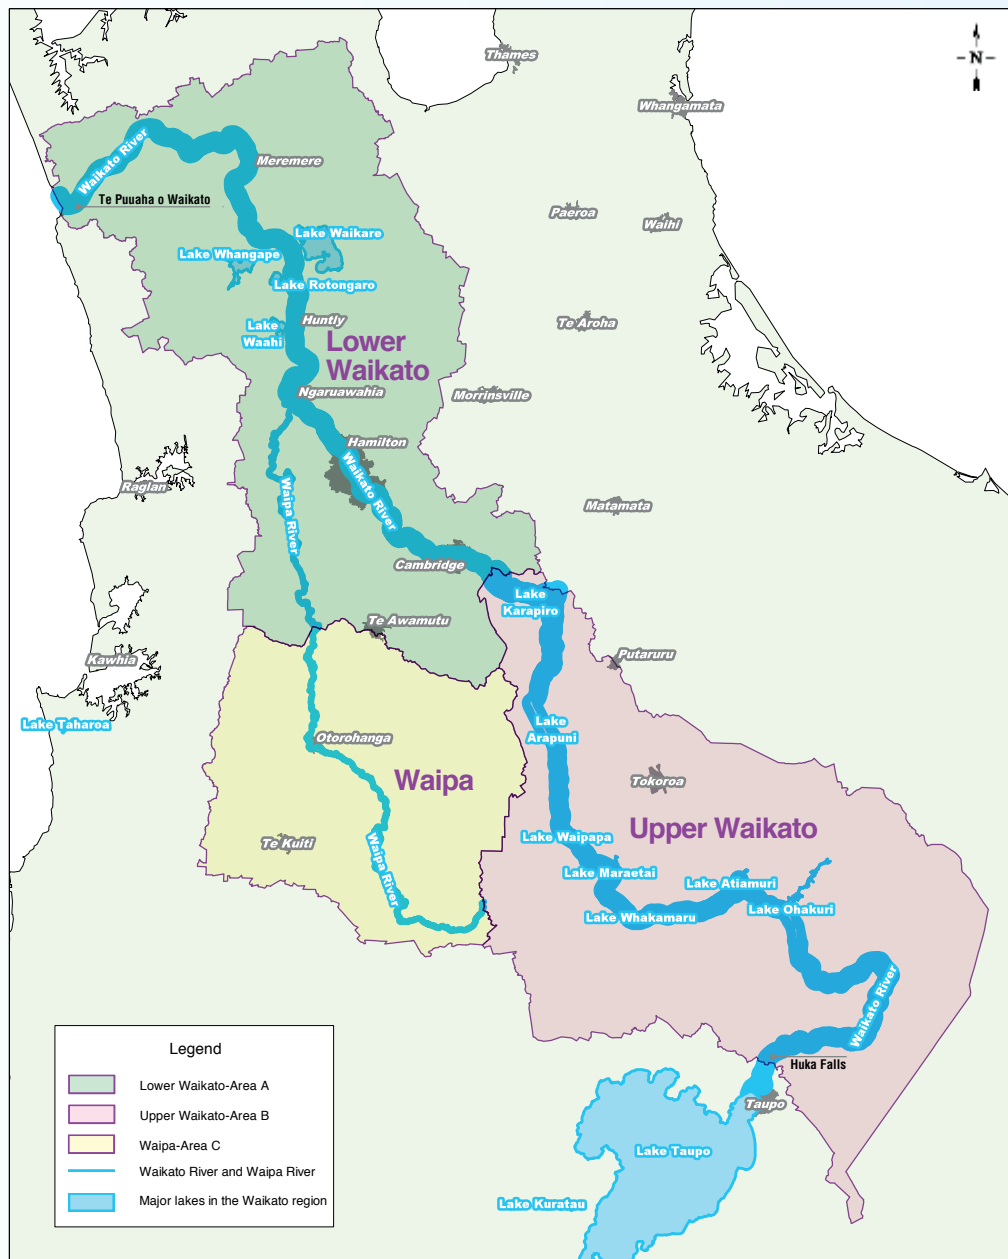 Thames
N
Whangamata
Waikato River
Meremere
Te Puuaha o Waikato
Paeroa
Waihi
Lake Waikare
Lake Whangape
Lake Rotongaro
Huntly
Te Aroha
Lake
Waahi
Lower
Waikato
Ngaruawahia
Morrinsville
Hamilton
Waikato River
Raglan
Waipa River
Matamata
Cambridge
Lake
Karapiro
Te Awamutu
Kawhia
Putaruru
Lake Taharoa
Lake
Arapuni
Otorohanga
Waipa
Tokoroa
Upper Waikato
Lake Waipapa
Te Kuiti
Waipa River
Lake Maraetai
Lake Atiamuri
Lake Whakamaru
Lake Ohakuri
Waikato River
Huka Falls
Taupo
Lake Taupo
Lake Kuratau
Legend
Lower Waikato-Area A
Upper Waikato-Area B
Waipa-Area C
Waikato River and Waipa River
Major lakes in the Waikato region